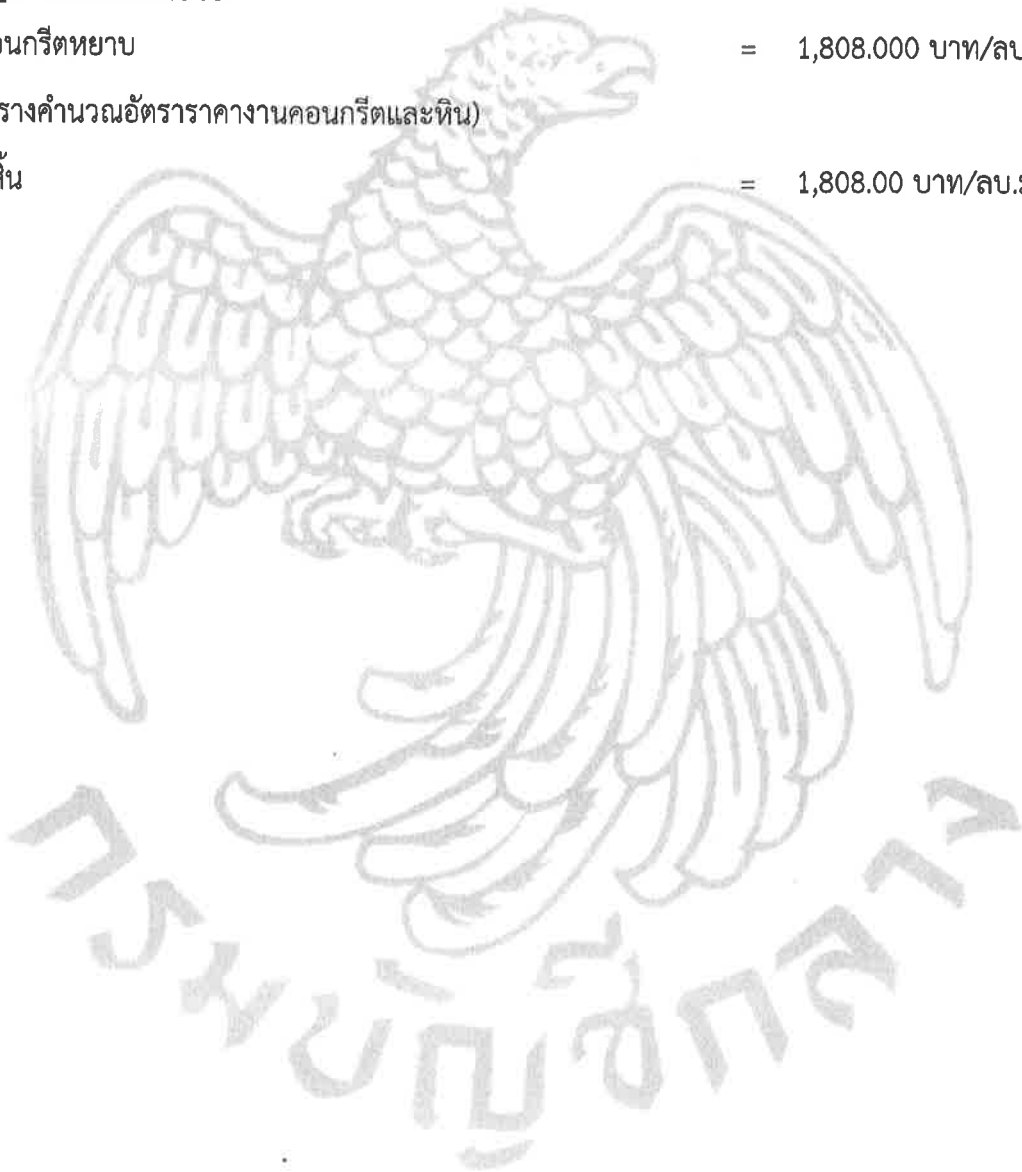 อนกรีตหยาบ = 1,808.000 บาท/ลบ
รางคำนวณอัตราราคางานคอนกรีตและหิน)
สิ้น = 1,808.00 บาท/ลบ.
กรมบัญชีกลาง